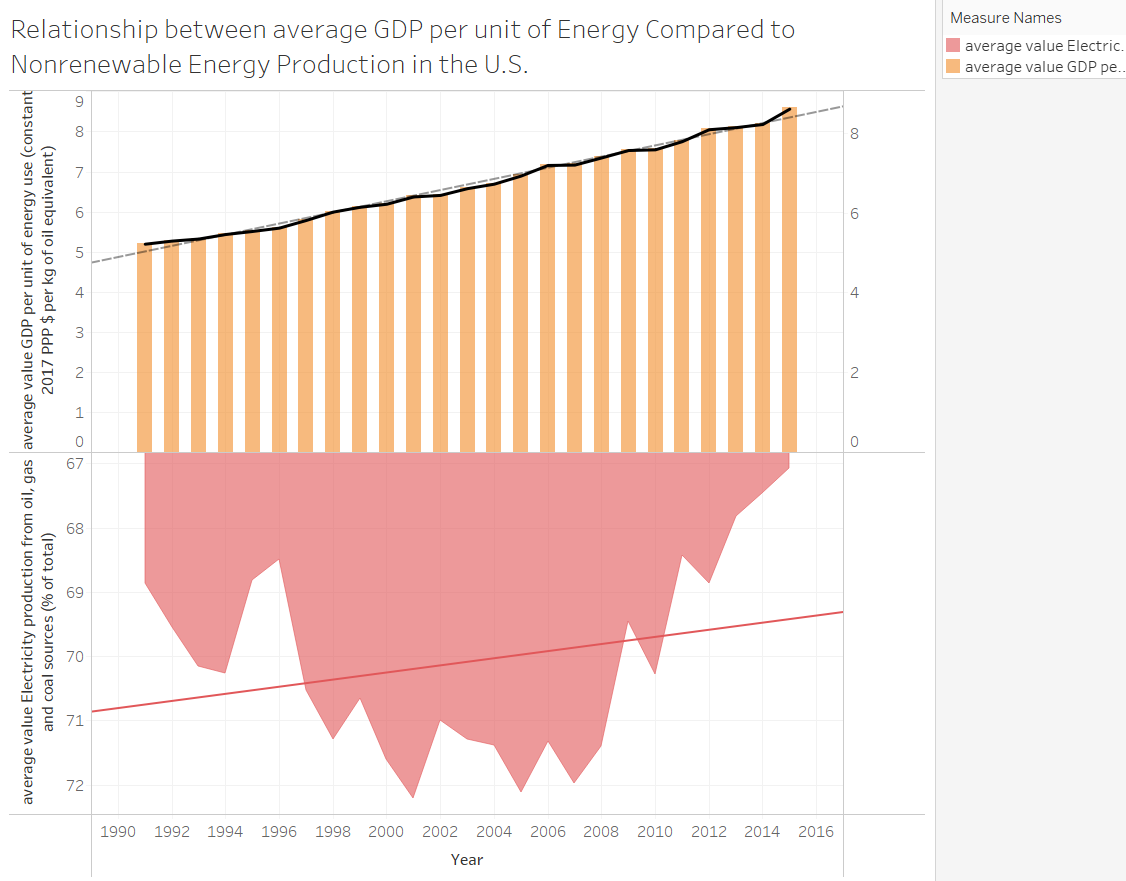 Relationship between average GDP per unit of Energy Compared to
Nonrenewable Energy Production in the U.S.
Measure Names
average value Electric..
average value GDP pe..
average value GDP per unit of energy use (constant
2017 PPP $ per kg of oil equivalent)
9
8
7
6
5
4
3
2
1
0
8
6
4
2
0
average value Electricity production from oil, gas
and coal sources (% of total)
67
68
69
70
71
72
1990 1992 1994 1996 1998 2000 2002 2004 2006 2008 2010 2012 2014 2016
Year